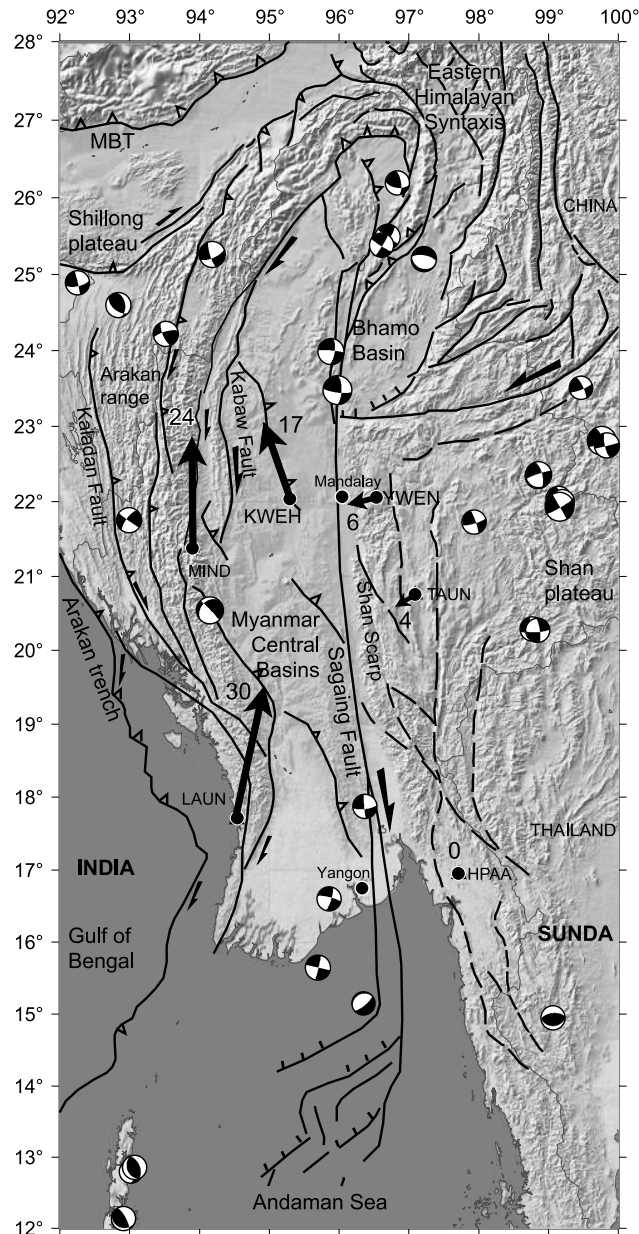 92° 93° 94° 95° 96° 97° 98° 99° 100°
28°
Eastern
Himalayan
Syntaxis
27°
MBT
26°
CHINA
Shillong
plateau
25°
Bhamo
Basin
24°
Arakan
range
24
Kabaw Fault
17
23°
Kaladan Fault
Mandalay
YWEN
22°
KWEH
6
MIND
21°
TAUN
Shan
plateau
4
Shan Scarp
Myanmar
Central
Basins
20°
Arakan trench
Sagaing Fault
30
19°
18°
LAUN
THAILAND
17°
INDIA
0
HPAA
Yangon
SUNDA
16°
Gulf of
Bengal
15°
14°
13°
Andaman Sea
12°